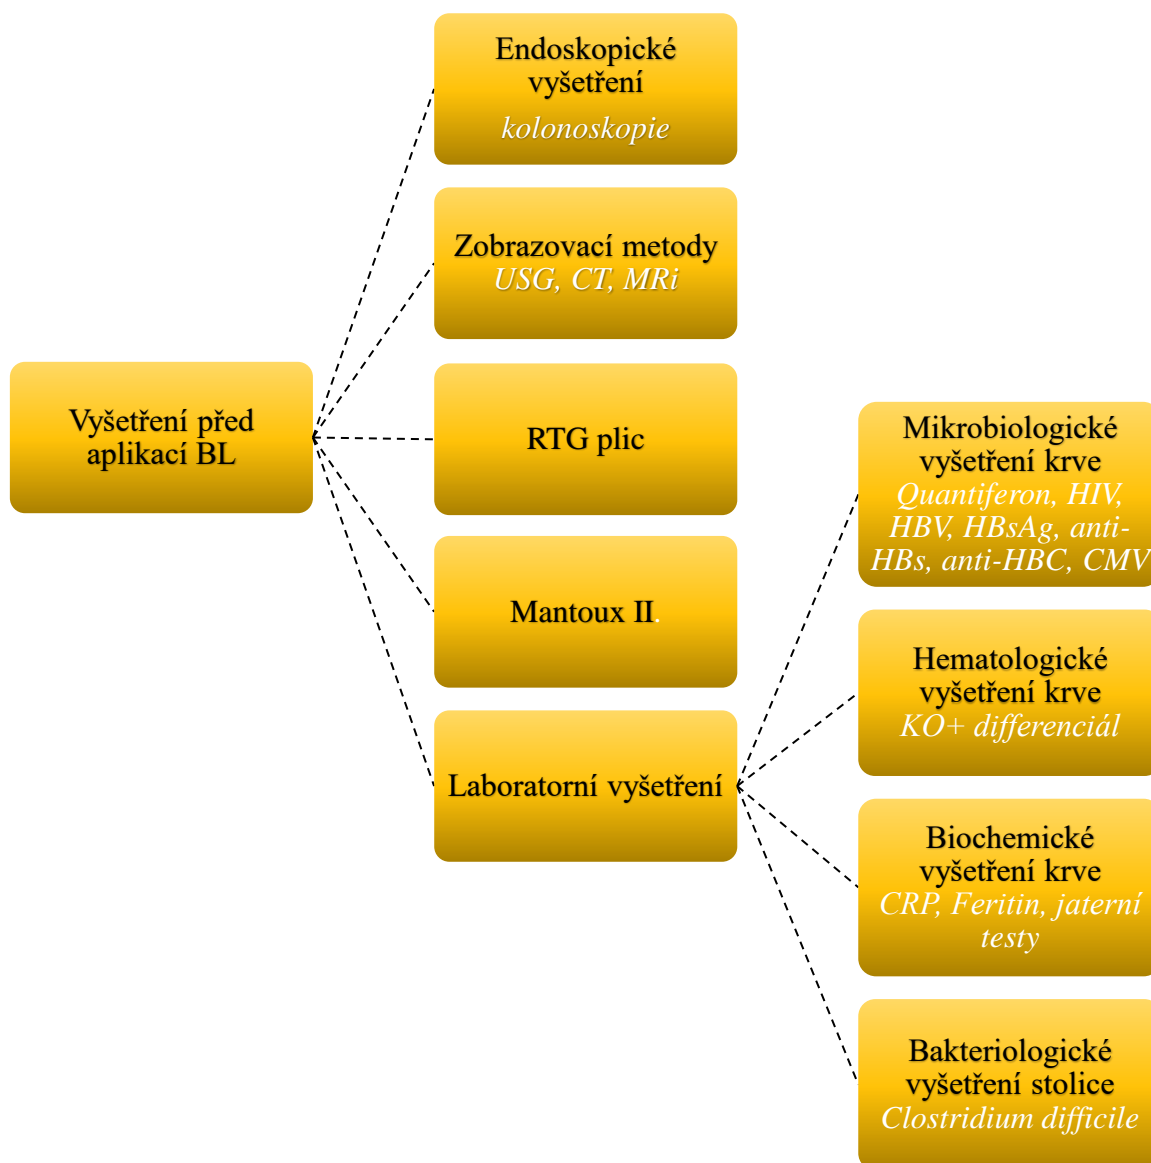 Endoskopické
vyšetření
kolonoskopie
Zobrazovací metody
USG, CT, MRi
Vyšetření před
aplikací BL
RTG plic
Mantoux II.
Laboratorní vyšetření
Mikrobiologické
vyšetření krve
Quantiferon, HIV,
HBV, HBsAg, anti-
HBs, anti-HBC, CMV
Hematologické
vyšetření krve
KO+ differenciál
Biochemické
vyšetření krve
CRP, Feritin, jaterní
testy
Bakteriologické
vyšetření stolice
Clostridium difficile